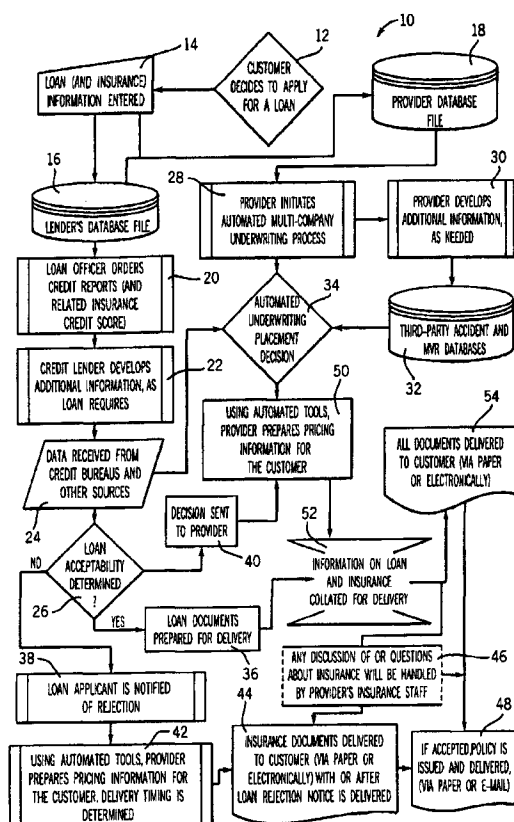 10
14
12
18
LOAN (AND INSURANCE)
INFORMATION ENTERED
CUSTOMER
DECIDES TO APPLY
FOR A LOAN
PROVIDER DATABASE
FILE
16
LENDER'S DATABASE FILE
28
PROVIDER INITIATES
AUTOMATED MULTI-COMPANY
UNDERWRITING PROCESS
30
PROVIDER DEVELOPS
ADDITIONAL INFORMATION,
AS NEEDED
LOAN OFFICER ORDERS
CREDIT REPORTS (AND
RELATED INSURANCE
CREDIT SCORE)
20
AUTOMATED
UNDERWRITING
PLACEMENT
DECISION
34
THIRD-PARTY ACCIDENT AND
MVR DATABASES
32
CREDIT LENDER DEVELOPS
ADDITIONAL INFORMATION, AS
LOAN REQUIRES
22
50
USING AUTOMATED TOOLS,
PROVIDER PREPARES PRICING
INFORMATION FOR
THE CUSTOMER
54
ALL DOCUMENTS DELIVERED
TO CUSTOMER (VIA PAPER
OR ELECTRONICALLY)
DATA RECEIVED FROM
CREDIT BUREAUS AND
OTHER SOURCES
24
DECISION SENT
TO PROVIDER
40
52
INFORMATION ON LOAN
AND INSURANCE
COLLATED FOR DELIVERY
NO
LOAN
ACCEPTABILITY
DETERMINED
?
26
YES
LOAN DOCUMENTS
PREPARED FOR DELIVERY
36
38
LOAN APPLICANT IS NOTIFIED
OF REJECTION
ANY DISCUSSION OF OR QUESTIONS
ABOUT INSURANCE WILL BE HANDLED
BY PROVIDER'S INSURANCE STAFF
46
42
USING AUTOMATED TOOLS, PROVIDER
PREPARES PRICING INFORMATION FOR
THE CUSTOMER. DELIVERY TIMING IS
DETERMINED
44
INSURANCE DOCUMENTS DELIVERED
TO CUSTOMER (VIA PAPER OR
ELECTRONICALLY) WITH OR AFTER
LOAN REJECTION NOTICE IS DELIVERED
48
IF ACCEPTED, POLICY IS
ISSUED AND DELIVERED,
(VIA PAPER OR E-MAIL)